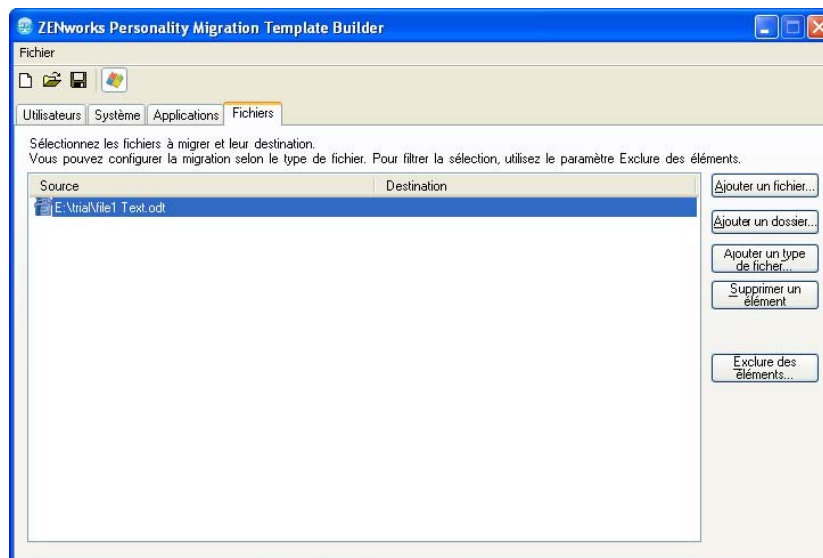 ZENworks Personality Migration Template Builder
Fichier
Utilisateurs Système Applications Fichiers
Sélectionnez les fichiers à migrer et leur destination.
Vous pouvez configurer la migration selon le type de fichier. Pour filtrer la sélection, utilisez le paramètre Exclure des éléments.
Source Destination
E:\trial\file1 Text.odt
Ajouter un fichier...
Ajouter un dossier...
Ajouter un type
de ficher...
Supprimer un
élément
Exclure des
éléments...